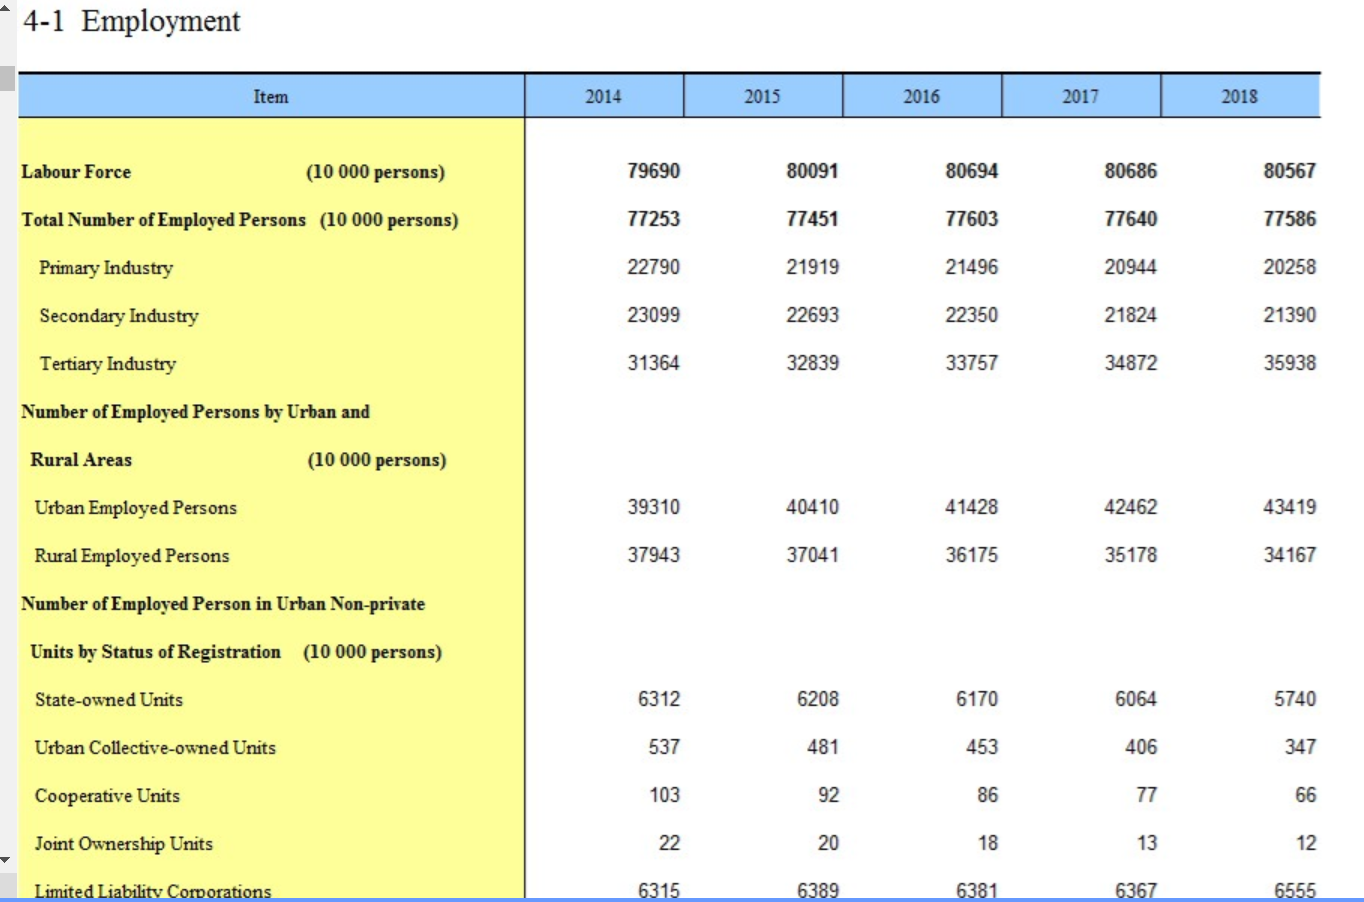 4-1 Employment
Item 2014 2015 2016 2017 2018
Labour Force (10 000 persons) 79690 80091 80694 80686 80567
Total Number of Employed Persons (10 000 persons) 77253 77451 77603 77640 77586
Primary Industry 22790 21919 21496 20944 20258
Secondary Industry 23099 22693 22350 21824 21390
Tertiary Industry 31364 32839 33757 34872 35938
Number of Employed Persons by Urban and
Rural Areas (10 000 persons)
Urban Employed Persons 39310 40410 41428 42462 43419
Rural Employed Persons 37943 37041 36175 35178 34167
Number of Employed Person in Urban Non-private
Units by Status of Registration (10 000 persons)
State-owned Units 6312 6208 6170 6064 5740
Urban Collective-owned Units 537 481 453 406 347
Cooperative Units 103 92 86 77 66
Joint Ownership Units 22 20 18 13 12
Limited Liability Corporations 6315 6389 6381 6367 6555